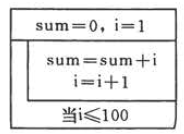 sum=0, i=1
sum=sum+i
i=i+1
当i≤100